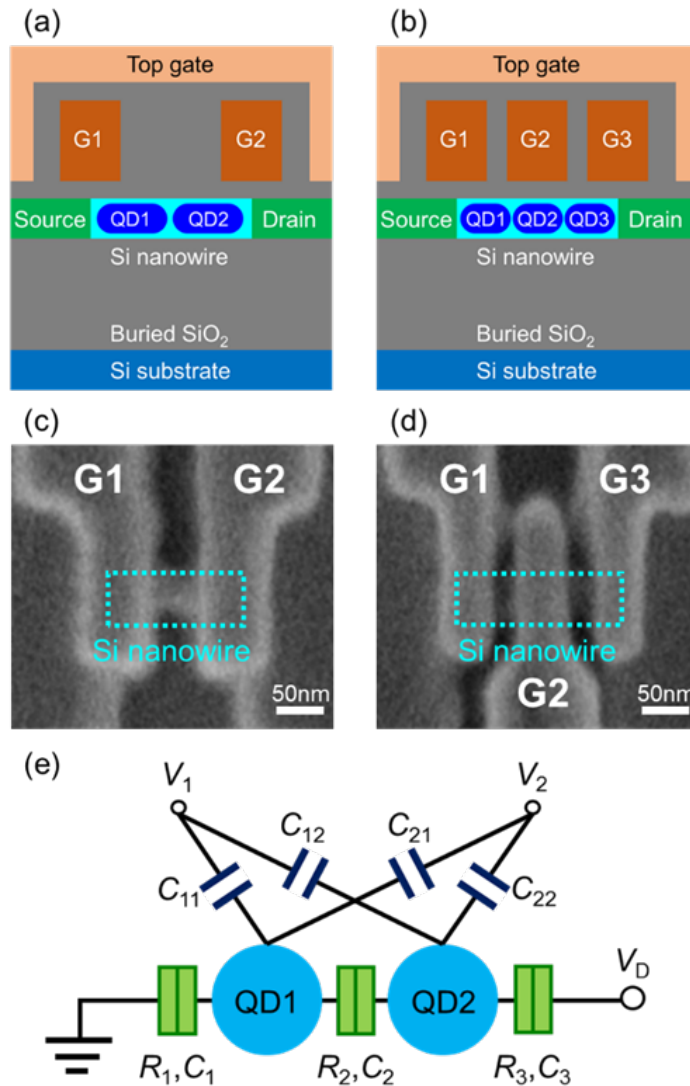 (a)
Top gate
G1 G2
Source QD1 QD2 Drain
Si nanowire
Buried SiO₂
Si substrate
(b)
Top gate
G1 G2 G3
Source QD1 QD2 QD3 Drain
Si nanowire
Buried SiO₂
Si substrate
(c)
G1 G2
Si nanowire
50nm
(d)
G1 G3
Si nanowire
G2
50nm
(e)
V₁ V₂
C₁₂ C₂₁
C₁₁ C₂₂
QD1 QD2 V_D
R₁,C₁ R₂,C₂ R₃,C₃